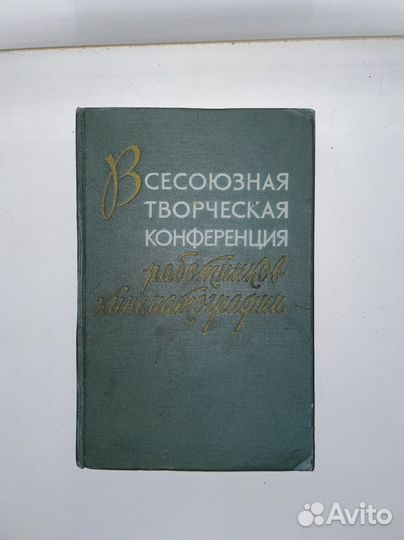 ВСЕСОЮЗНАЯ
ТВОРЧЕСКАЯ
КОНФЕРЕНЦИЯ
работников
кинематографии
Avito